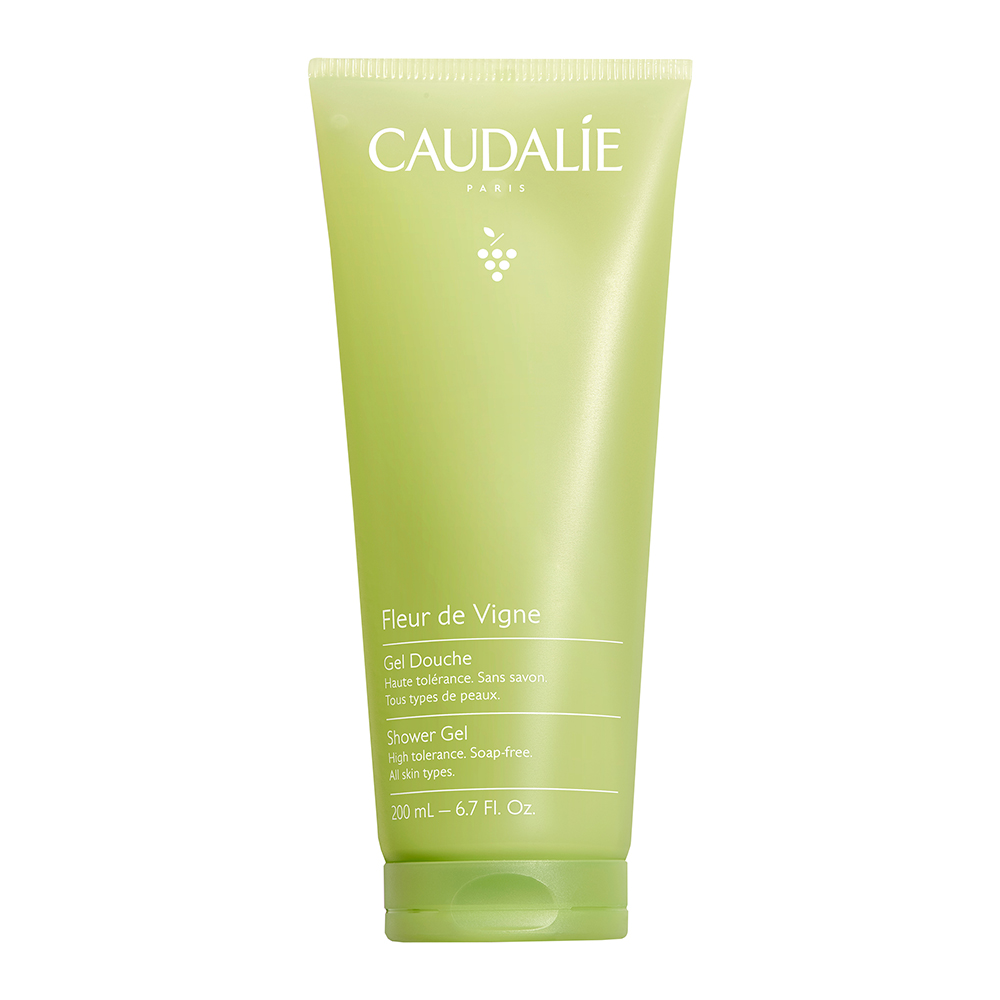 CAUDALÍE
PARIS
Fleur de Vigne
Gel Douche
Haute tolérance. Sans savon.
Tous types de peaux.
Shower Gel
High tolerance. Soap-free.
All skin types.
200 mL – 6.7 Fl. Oz.